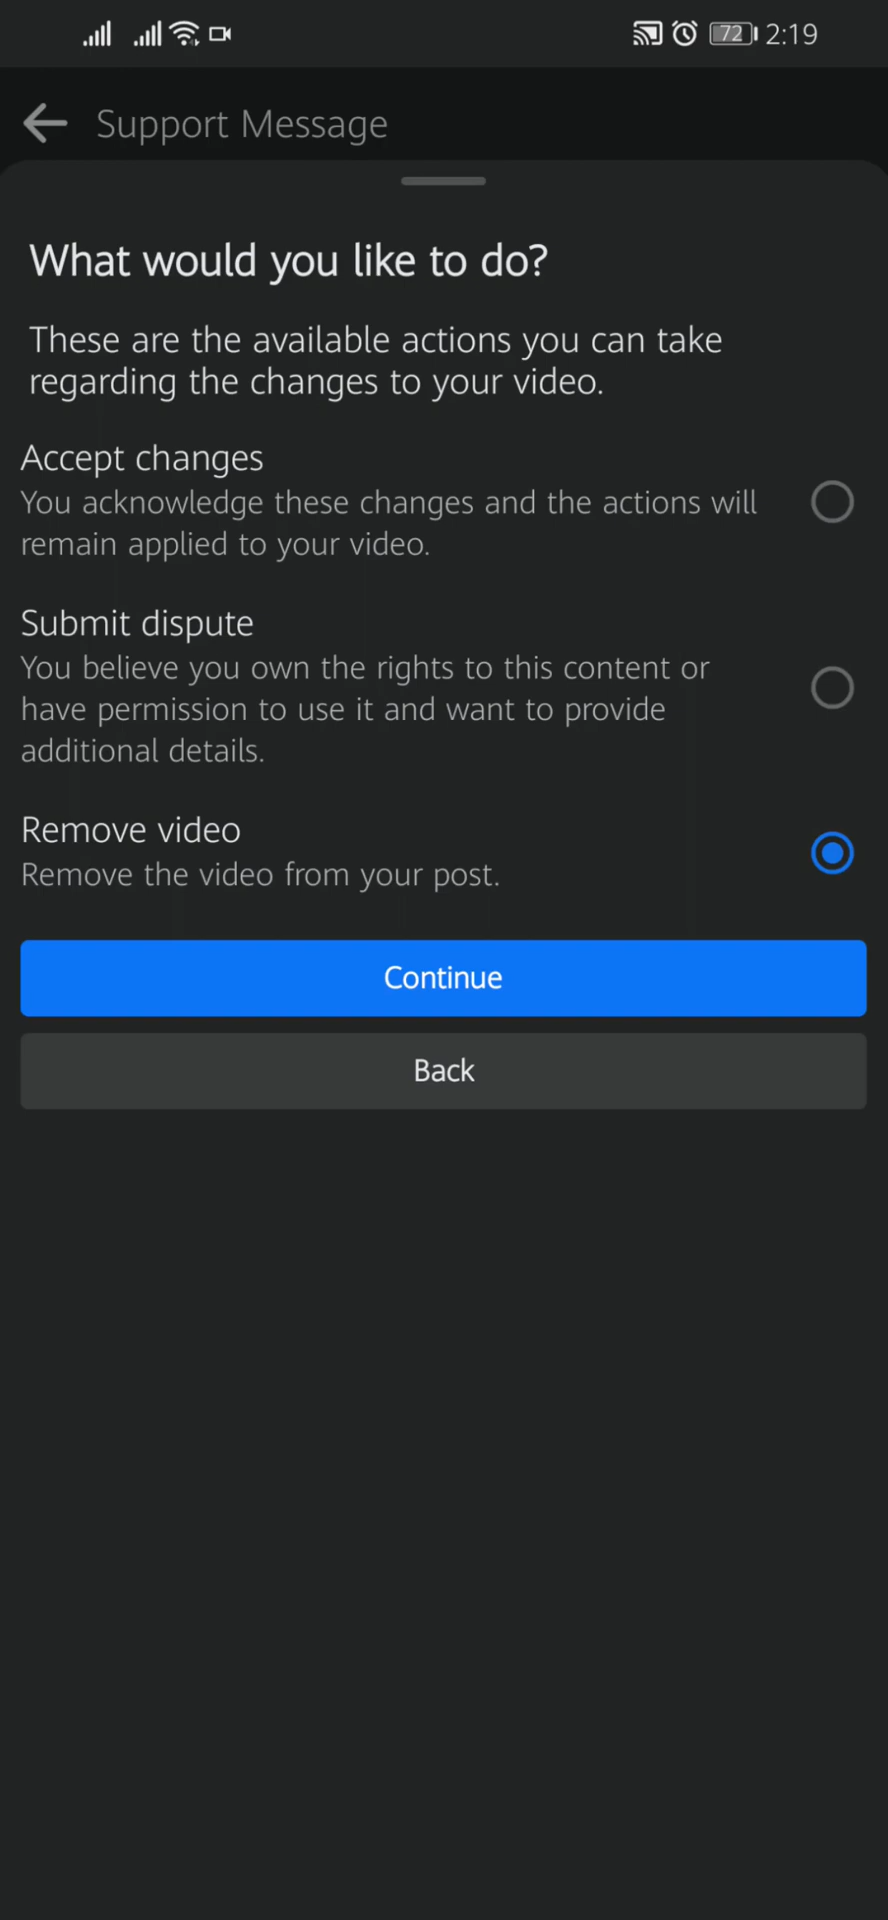 72 2:19
Support Message
What would you like to do?
These are the available actions you can take
regarding the changes to your video.
Accept changes
You acknowledge these changes and the actions will
remain applied to your video.
Submit dispute
You believe you own the rights to this content or
have permission to use it and want to provide
additional details.
Remove video
Remove the video from your post.
Continue
Back